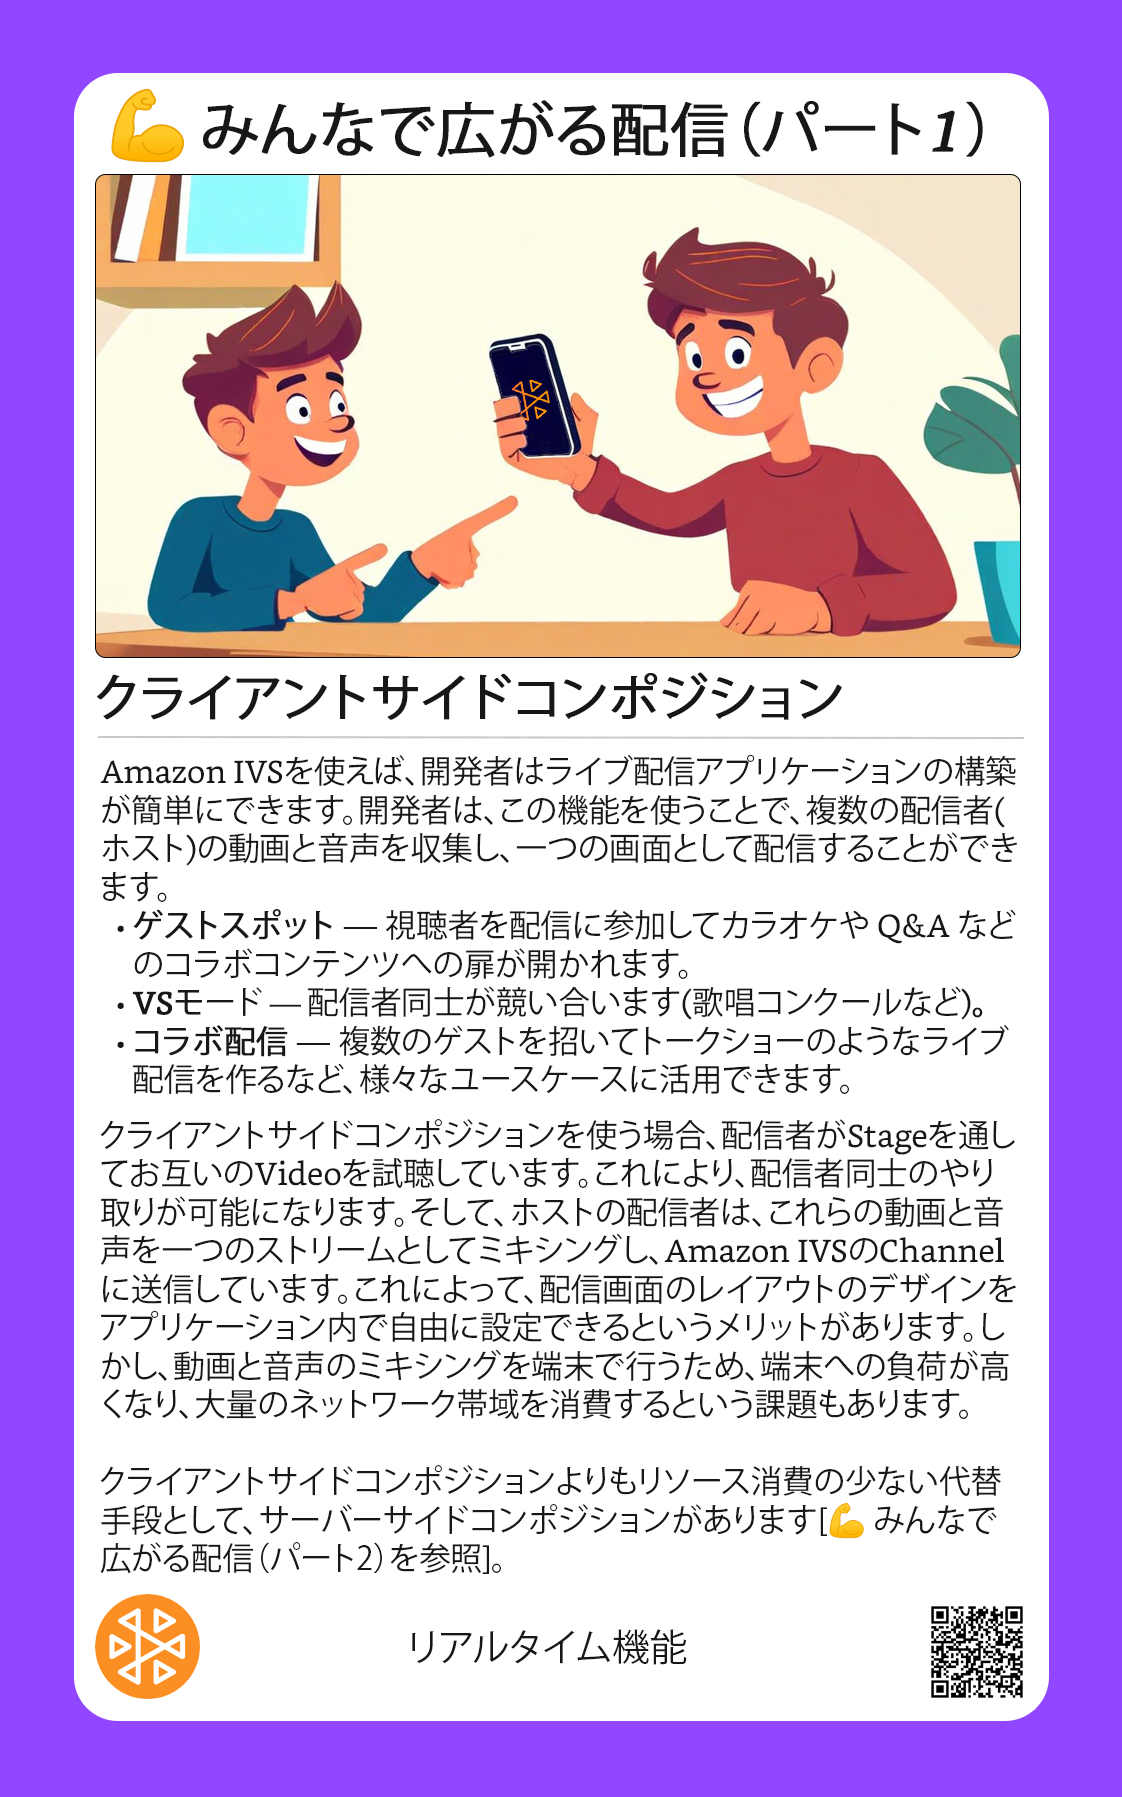 💪 みんなで広がる配信（パート1）
クライアントサイドコンポジション
Amazon IVSを使えば、開発者はライブ配信アプリケーションの構築
が簡単にできます。開発者は、この機能を使うことで、複数の配信者(
ホスト)の動画と音声を収集し、一つの画面として配信することができ
ます。
• ゲストスポット — 視聴者を配信に参加してカラオケや Q&A など
のコラボコンテンツへの扉が開かれます。
• VSモード — 配信者同士が競い合います(歌唱コンクールなど)。
• コラボ配信 — 複数のゲストを招いてトークショーのようなライブ
配信を作るなど、様々なユースケースに活用できます。
クライアントサイドコンポジションを使う場合、配信者がStageを通し
てお互いのVideoを試聴しています。これにより、配信者同士のやり
取りが可能になります。そして、ホストの配信者は、これらの動画と音
声を一つのストリームとしてミキシングし、Amazon IVSのChannel
に送信しています。これによって、配信画面のレイアウトのデザインを
アプリケーション内で自由に設定できるというメリットがあります。し
かし、動画と音声のミキシングを端末で行うため、端末への負荷が高
くなり、大量のネットワーク帯域を消費するという課題もあります。
クライアントサイドコンポジションよりもリソース消費の少ない代替
手段として、サーバーサイドコンポジションがあります[💪 みんなで
広がる配信（パート2）を参照]。
リアルタイム機能